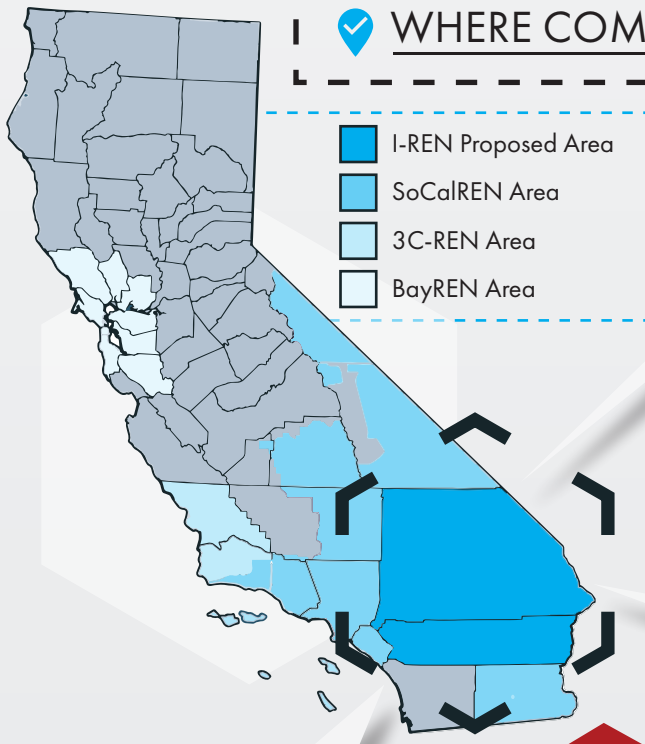 WHERE COM
I-REN Proposed Area
SoCalREN Area
3C-REN Area
BayREN Area